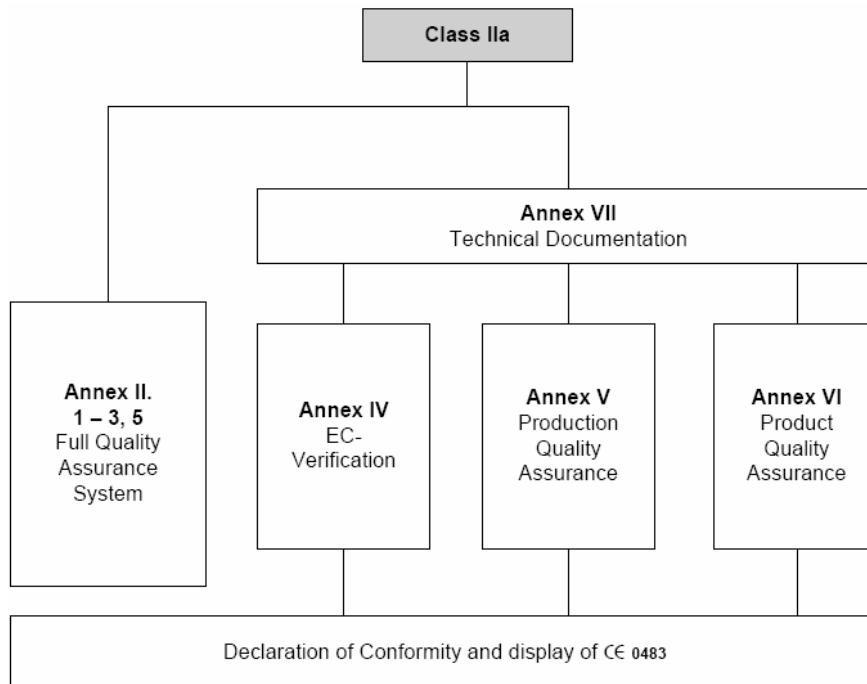 Class IIa
Annex VII
Technical Documentation
Annex II.
1 – 3, 5
Full Quality
Assurance
System
Annex IV
EC-
Verification
Annex V
Production
Quality
Assurance
Annex VI
Product
Quality
Assurance
Declaration of Conformity and display of CE 0483